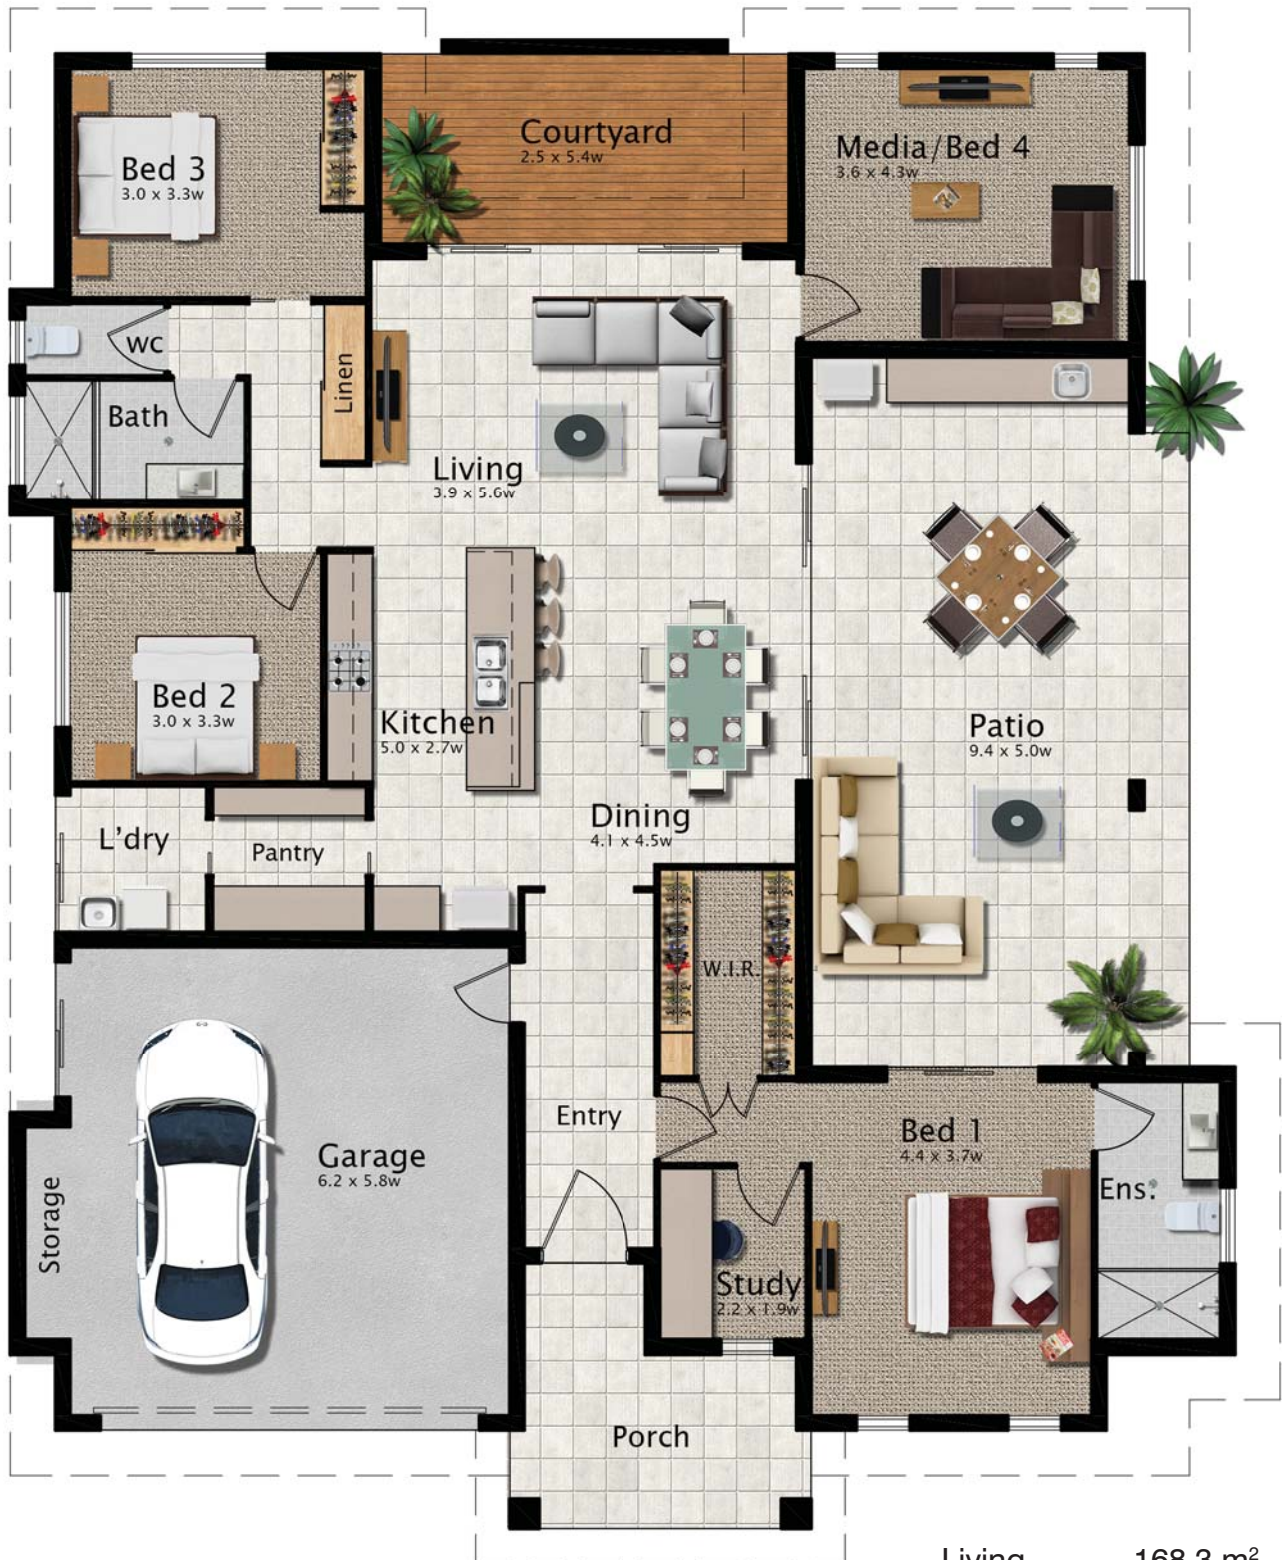 Courtyard
2.5 x 5.4w
Media/Bed 4
3.6 x 4.3w
Bed 3
3.0 x 3.3w
wc
Linen
Bath
Living
3.9 x 5.6w
Bed 2
3.0 x 3.3w
Kitchen
5.0 x 2.7w
Patio
9.4 x 5.0w
Dining
4.1 x 4.5w
L'dry
Pantry
W.I.R.
Entry
Bed 1
4.4 x 3.7w
Garage
6.2 x 5.8w
Ens.
Storage
Study
2.2 x 1.9w
Porch
Living 168.3 m²